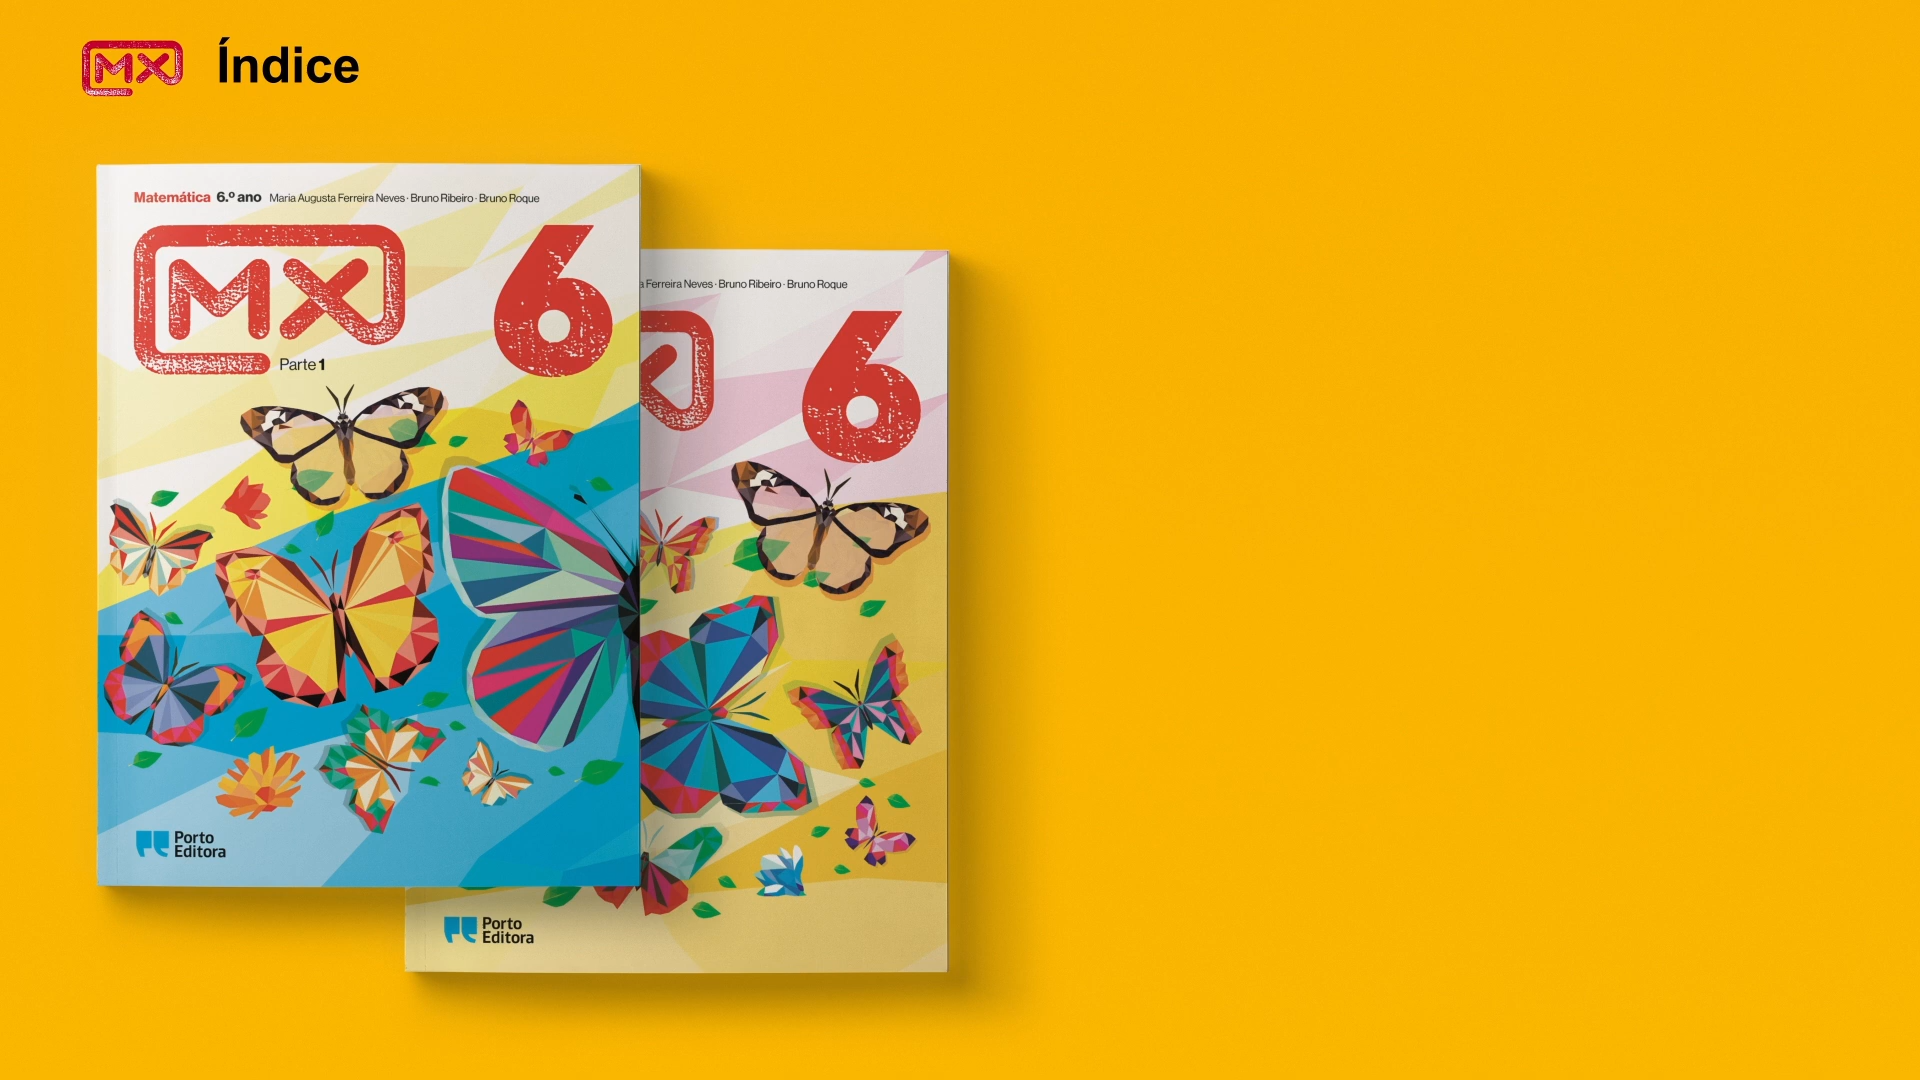 MX Índice
Matemática 6.º ano Maria Augusta Ferreira Neves · Bruno Ribeiro · Bruno Roque
MX 6
Parte 1
Porto
Editora
a Ferreira Neves · Bruno Ribeiro · Bruno Roque
X 6
Porto
Editora